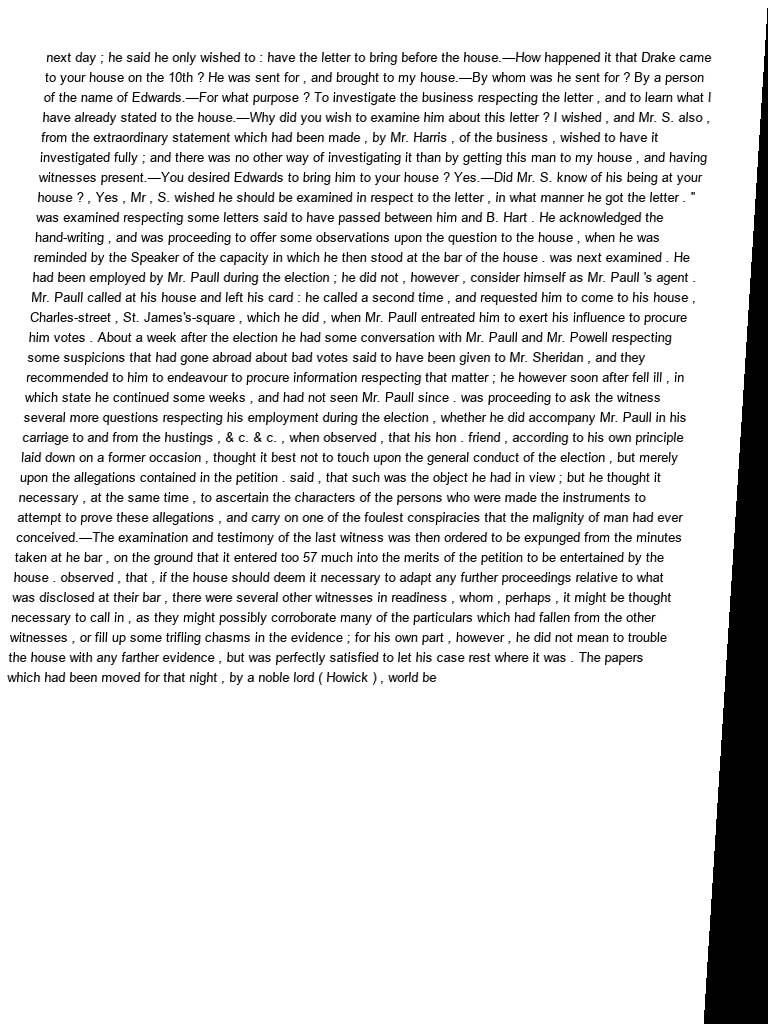 next day ; he said he only wished to : have the letter to bring before the house.—How happened it that Drake came
to your house on the 10th ? He was sent for , and brought to my house.—By whom was he sent for ? By a person
of the name of Edwards.—For what purpose ? To investigate the business respecting the letter , and to learn what I
have already stated to the house.—Why did you wish to examine him about this letter ? I wished , and Mr. S. also ,
from the extraordinary statement which had been made , by Mr. Harris , of the business , wished to have it
investigated fully ; and there was no other way of investigating it than by getting this man to my house , and having
witnesses present.—You desired Edwards to bring him to your house ? Yes.—Did Mr. S. know of his being at your
house ? , Yes , Mr , S. wished he should be examined in respect to the letter , in what manner he got the letter . "
was examined respecting some letters said to have passed between him and B. Hart . He acknowledged the
hand-writing , and was proceeding to offer some observations upon the question to the house , when he was
reminded by the Speaker of the capacity in which he then stood at the bar of the house . was next examined . He
had been employed by Mr. Paull during the election ; he did not , however , consider himself as Mr. Paull 's agent .
Mr. Paull called at his house and left his card : he called a second time , and requested him to come to his house ,
Charles-street , St. James's-square , which he did , when Mr. Paull entreated him to exert his influence to procure
him votes . About a week after the election he had some conversation with Mr. Paull and Mr. Powell respecting
some suspicions that had gone abroad about bad votes said to have been given to Mr. Sheridan , and they
recommended to him to endeavour to procure information respecting that matter ; he however soon after fell ill , in
which state he continued some weeks , and had not seen Mr. Paull since . was proceeding to ask the witness
several more questions respecting his employment during the election , whether he did accompany Mr. Paull in his
carriage to and from the hustings , & c. & c. , when observed , that his hon . friend , according to his own principle
laid down on a former occasion , thought it best not to touch upon the general conduct of the election , but merely
upon the allegations contained in the petition . said , that such was the object he had in view ; but he thought it
necessary , at the same time , to ascertain the characters of the persons who were made the instruments to
attempt to prove these allegations , and carry on one of the foulest conspiracies that the malignity of man had ever
conceived.—The examination and testimony of the last witness was then ordered to be expunged from the minutes
taken at he bar , on the ground that it entered too 57 much into the merits of the petition to be entertained by the
house . observed , that , if the house should deem it necessary to adapt any further proceedings relative to what
was disclosed at their bar , there were several other witnesses in readiness , whom , perhaps , it might be thought
necessary to call in , as they might possibly corroborate many of the particulars which had fallen from the other
witnesses , or fill up some trifling chasms in the evidence ; for his own part , however , he did not mean to trouble
the house with any farther evidence , but was perfectly satisfied to let his case rest where it was . The papers
which had been moved for that night , by a noble lord ( Howick ) , world be